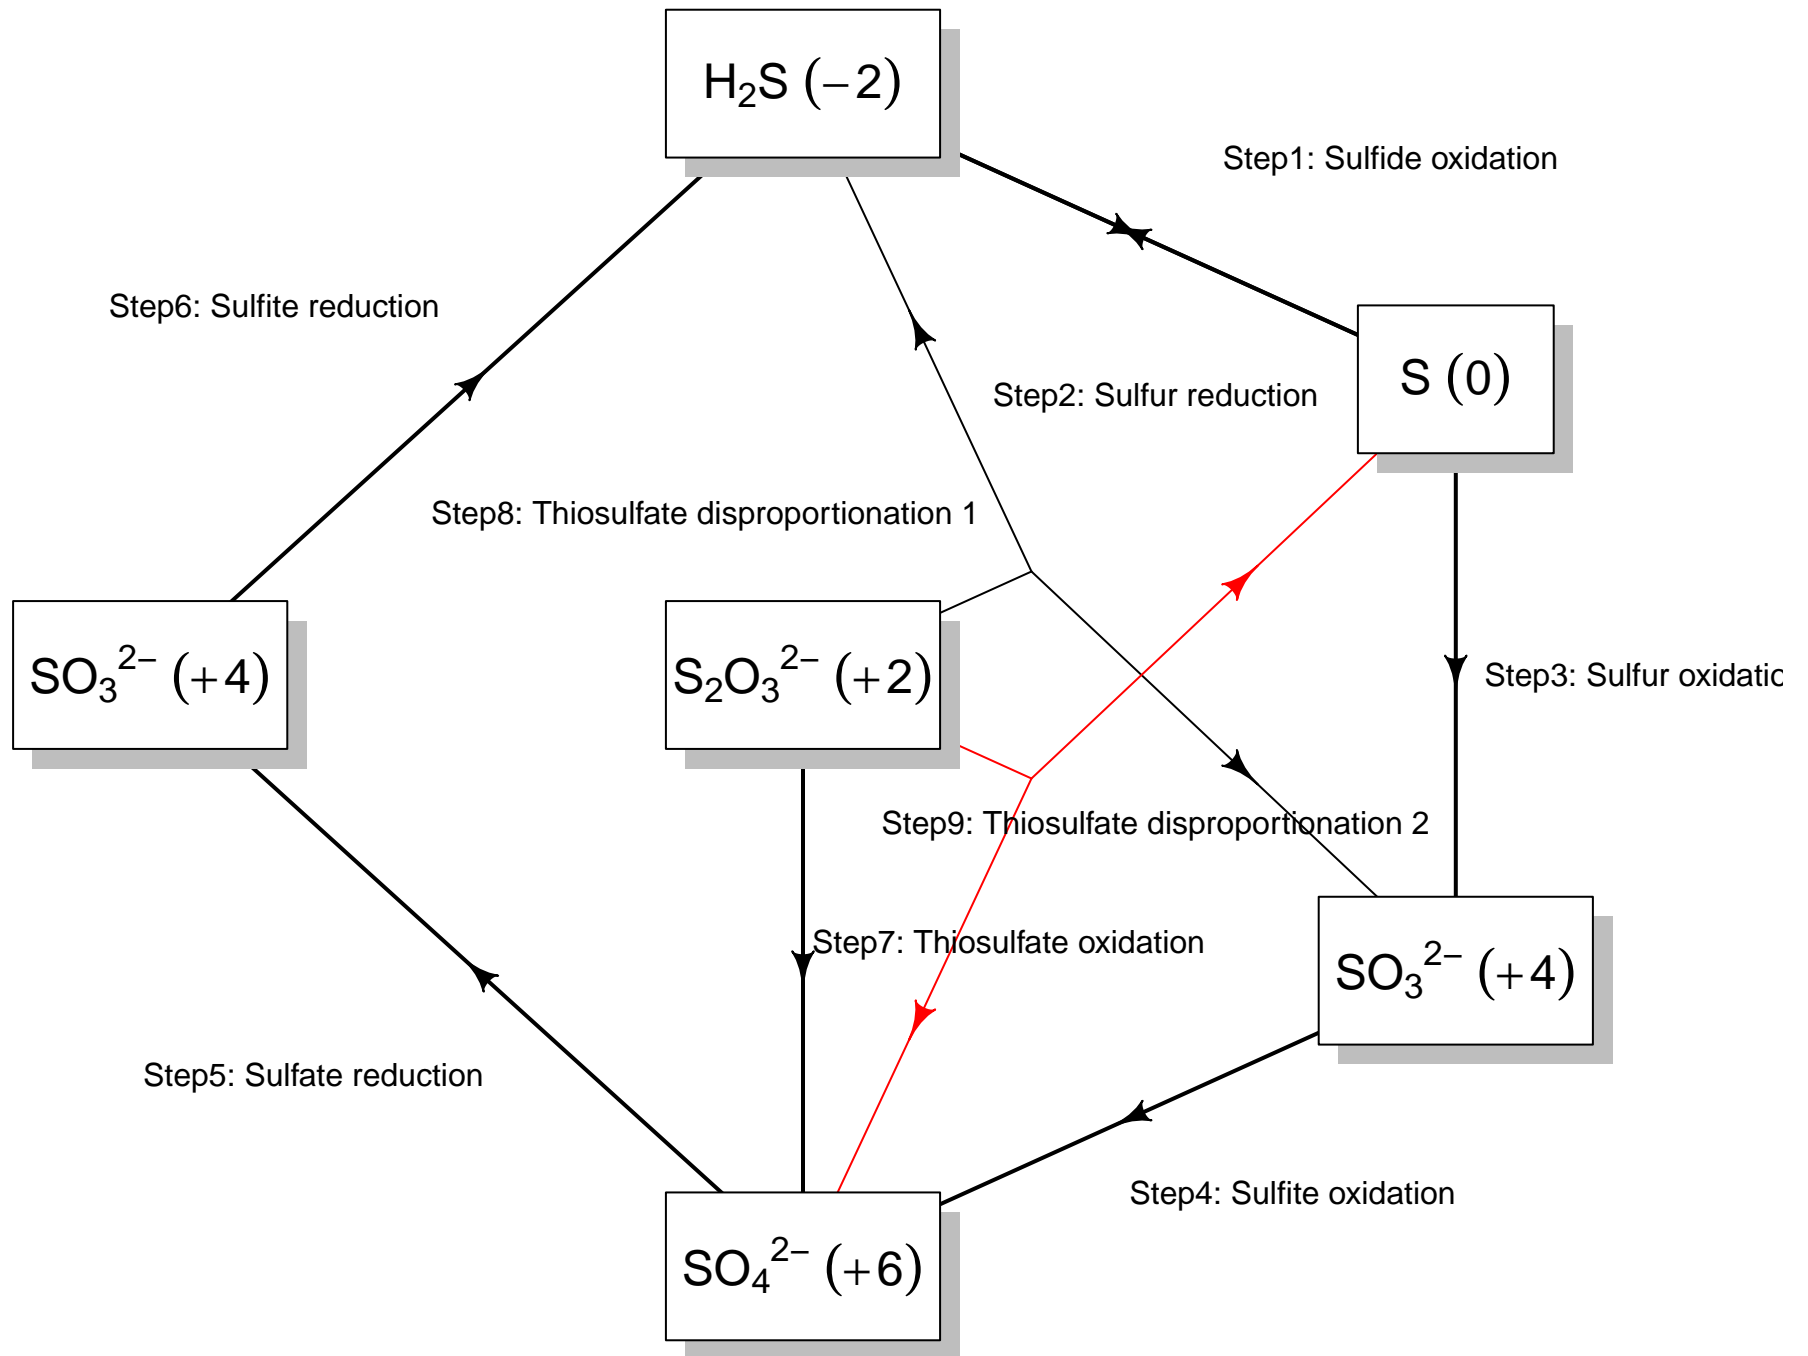 H₂S (−2)
Step1: Sulfide oxidation
Step6: Sulfite reduction
S (0)
Step2: Sulfur reduction
Step8: Thiosulfate disproportionation 1
SO₃²⁻ (+4)
S₂O₃²⁻ (+2)
Step3: Sulfur oxidatic
Step9: Thiosulfate disproportionation 2
Step7: Thiosulfate oxidation
SO₃²⁻ (+4)
Step5: Sulfate reduction
Step4: Sulfite oxidation
SO₄²⁻ (+6)